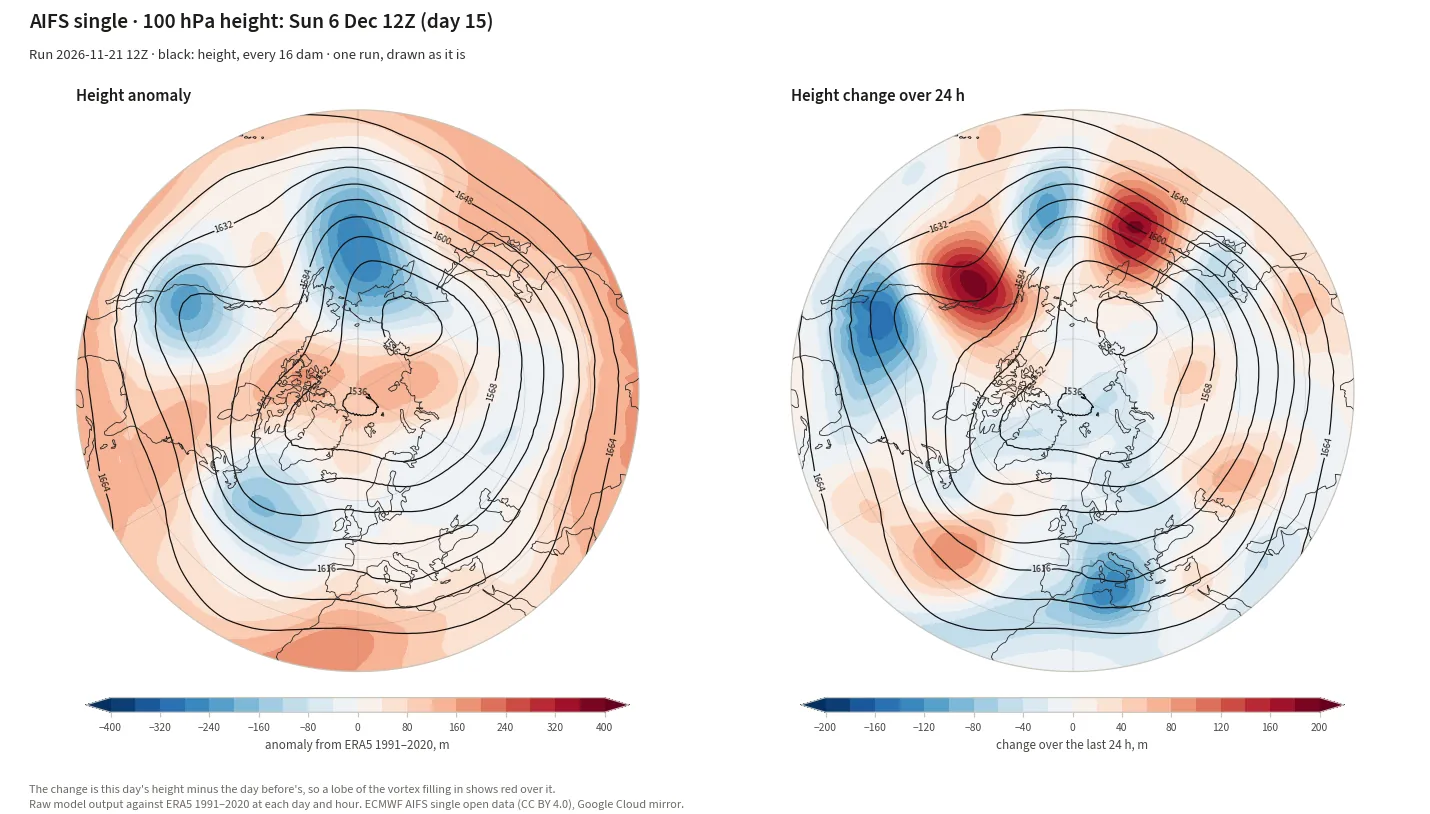 AIFS single · 100 hPa height: Sun 6 Dec 12Z (day 15)
Run 2026-11-21 12Z · black: height, every 16 dam · one run, drawn as it is
Height anomaly
Height change over 24 h
1648
1632
1600
1584
1552
1536
1568
1664
1664
1616
1648
1632
1600
1584
1552
1536
1568
1664
1664
1616
−400 −320 −240 −160 −80 0 80 160 240 320 400
anomaly from ERA5 1991–2020, m
−200 −160 −120 −80 −40 0 40 80 120 160 200
change over the last 24 h, m
The change is this day's height minus the day before's, so a lobe of the vortex filling in shows red over it.
Raw model output against ERA5 1991–2020 at each day and hour. ECMWF AIFS single open data (CC BY 4.0), Google Cloud mirror.